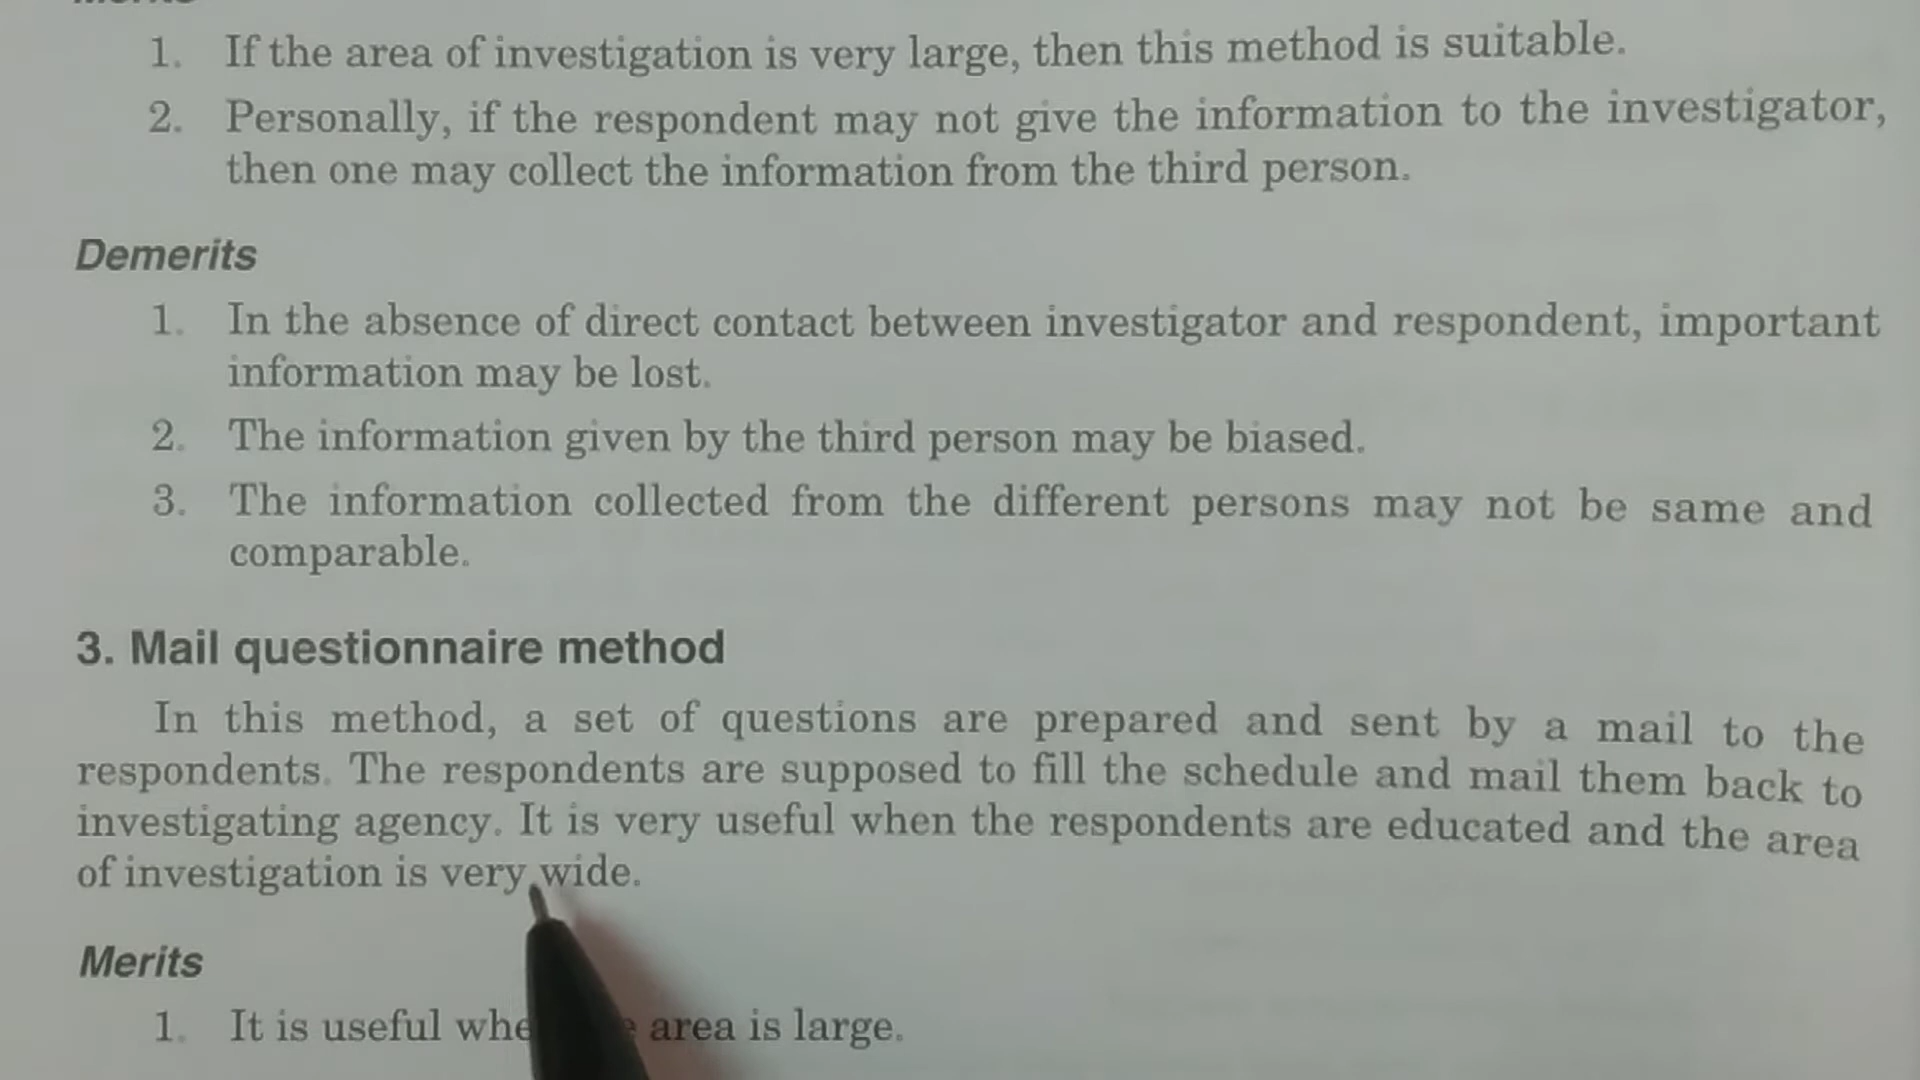 1. If the area of investigation is very large, then this method is suitable.
2. Personally, if the respondent may not give the information to the investigator,
then one may collect the information from the third person.
Demerits
1. In the absence of direct contact between investigator and respondent, important
information may be lost.
2. The information given by the third person may be biased.
3. The information collected from the different persons may not be same and
comparable.
3. Mail questionnaire method
In this method, a set of questions are prepared and sent by a mail to the
respondents. The respondents are supposed to fill the schedule and mail them back to
investigating agency. It is very useful when the respondents are educated and the area
of investigation is very wide.
Merits
1. It is useful area is large.